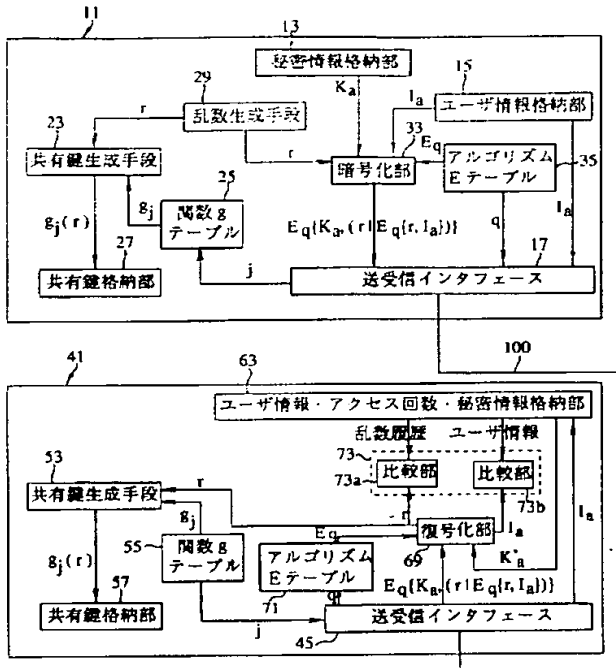 11
13
秘密情報格納部
29
Ka
Ia
15
乱数生成手段
ユーザ情報格納部
23
r
共有鍵生成手段
r
33
暗号化部
Eq
アルゴリズム
Eテーブル
35
25
gj
関数g
テーブル
gj(r)
Eq{Ka,(r|Eq{r,Ia})}
q
Ia
27
共有鍵格納部
j
17
送受信インタフェース
100
41
63
ユーザ情報・アクセス回数・秘密情報格納部
乱数履歴
ユーザ情報
73
73a
比較部
比較部
73b
53
共有鍵生成手段
r
r
gj
Eq
復号化部
69
Ia
K'a
Ia
gj(r)
55
関数g
テーブル
アルゴリズム
Eテーブル
71
q
Eq{Ka,(r|Eq{r,Ia})}
57
共有鍵格納部
j
送受信インタフェース
45